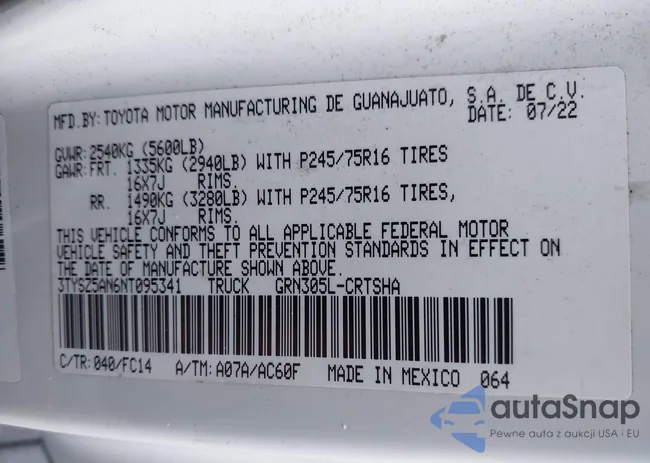 MFD.BY:TOYOTA MOTOR MANUFACTURING DE GUANAJUATO, S.A. DE C.V.
DATE: 07/22
GVWR:2540KG (5600LB)
GAWR:FRT. 1335KG (2940LB) WITH P245/75R16 TIRES
16X7J RIMS.
RR. 1490KG (3280LB) WITH P245/75R16 TIRES,
16X7J RIMS.
THIS VEHICLE CONFORMS TO ALL APPLICABLE FEDERAL MOTOR
VEHICLE SAFETY AND THEFT PREVENTION STANDARDS IN EFFECT ON
THE DATE OF MANUFACTURE SHOWN ABOVE.
3TYSZ5AN6NT095341 TRUCK GRN305L-CRTSHA
C/TR:040/FC14 A/TM:A07A/AC60F MADE IN MEXICO 064
autoSnap
Pewne auta z aukcji USA i EU